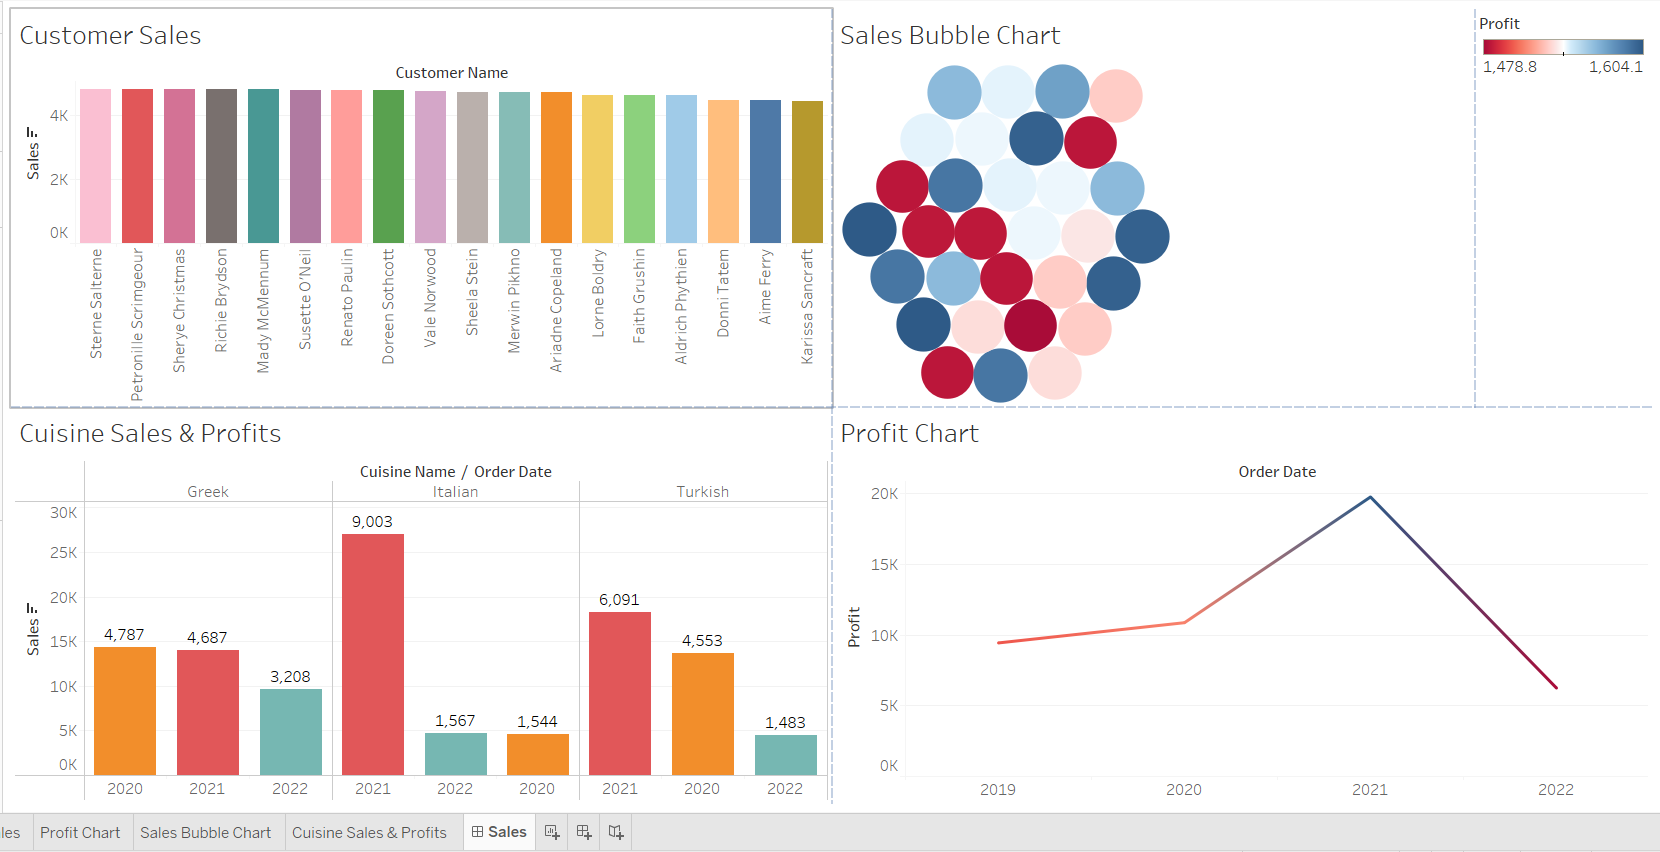 Customer Sales
Customer Name
Sales
4K
2K
0K
Sterne Salterne
Petronille Scrimgeour
Sherye Christmas
Richie Brydson
Mady McMennum
Susette O'Neil
Renato Paulin
Doreen Sothcott
Vale Norwood
Sheela Stein
Merwin Pikhno
Ariadne Copeland
Lorne Boldry
Faith Grushin
Aldrich Phythien
Donni Tatem
Aime Ferry
Karissa Sancraft
Sales Bubble Chart
Profit
1,478.8 1,604.1
Cuisine Sales & Profits
Cuisine Name / Order Date
Greek Italian Turkish
Sales
30K
25K
20K
15K
10K
5K
0K
4,787 4,687 3,208 9,003 1,567 1,544 6,091 4,553 1,483
2020 2021 2022 2021 2022 2020 2021 2020 2022
Profit Chart
Order Date
Profit
20K
15K
10K
5K
0K
2019 2020 2021 2022
les Profit Chart Sales Bubble Chart Cuisine Sales & Profits Sales